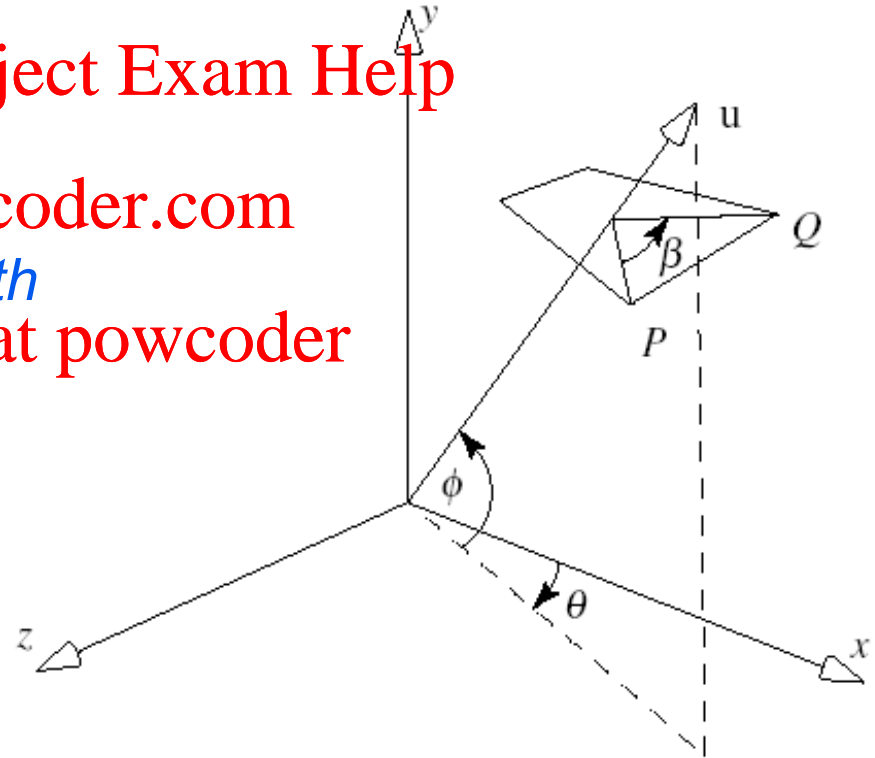 y
ject Exam Help
u
coder.com
Q
β
th
at powcoder
P
ϕ
θ
z
x